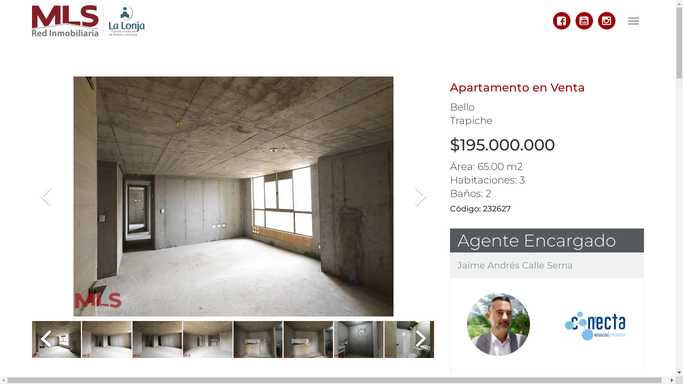 MLS
Red Inmobiliaria
La Lonja
Apartamento en Venta
Bello
Trapiche
$195.000.000
Área: 65.00 m2
Habitaciones: 3
Baños: 2
Código: 232627
MLS
Agente Encargado
Jaime Andrés Calle Serna
conecta